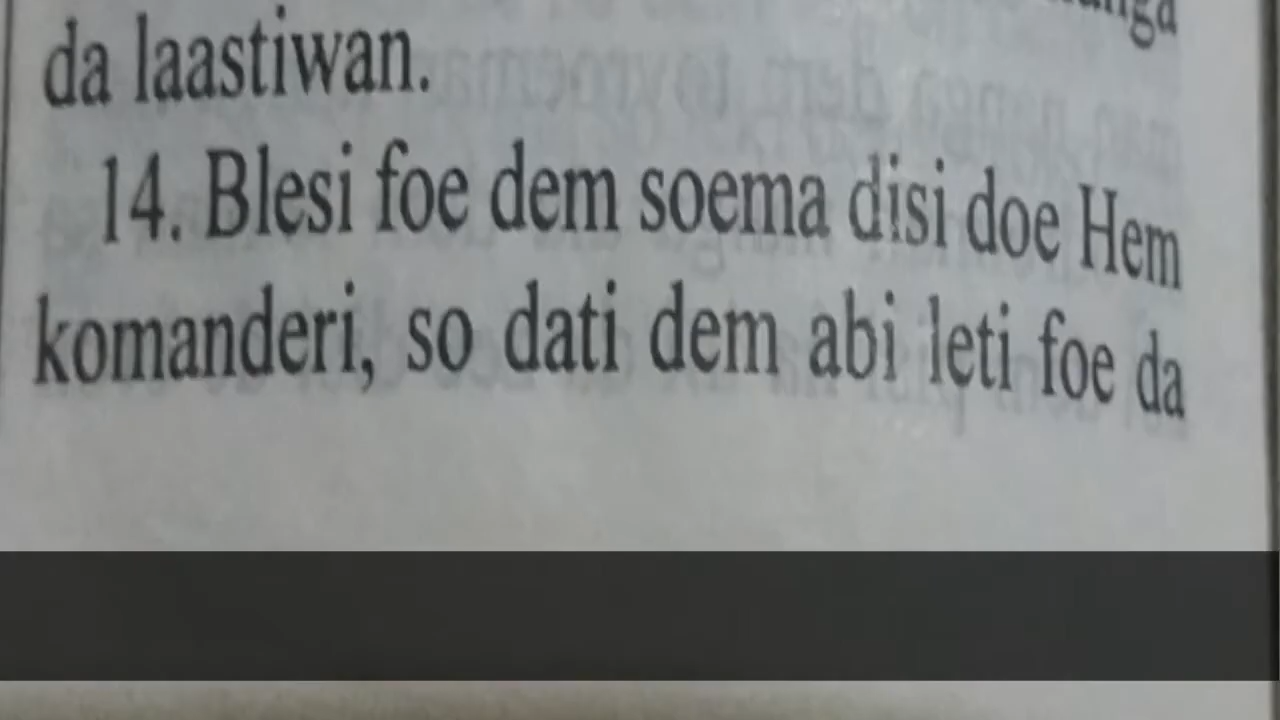 da laastiwan.
14. Blesi foe dem soema disi doe Hem
komanderi, so dati dem abi leti foe da